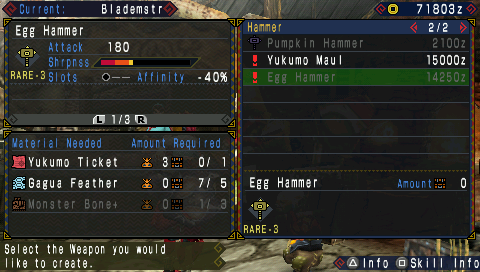 Current: Blademstr
71803z
Egg Hammer
Attack 180
Shrpnss
RARE-3 Slots Affinity -40%
L 1/3 R
Hammer
2/2
Pumpkin Hammer 2100z
Yukumo Maul 15000z
Egg Hammer 14250z
Material Needed Amount Required
Yukumo Ticket 3 0/ 1
Gagua Feather 0 7/ 5
Monster Bone+ 0 1/ 3
Egg Hammer Amount 0
RARE-3
Select the Weapon you would
like to create.
Info Skill Info